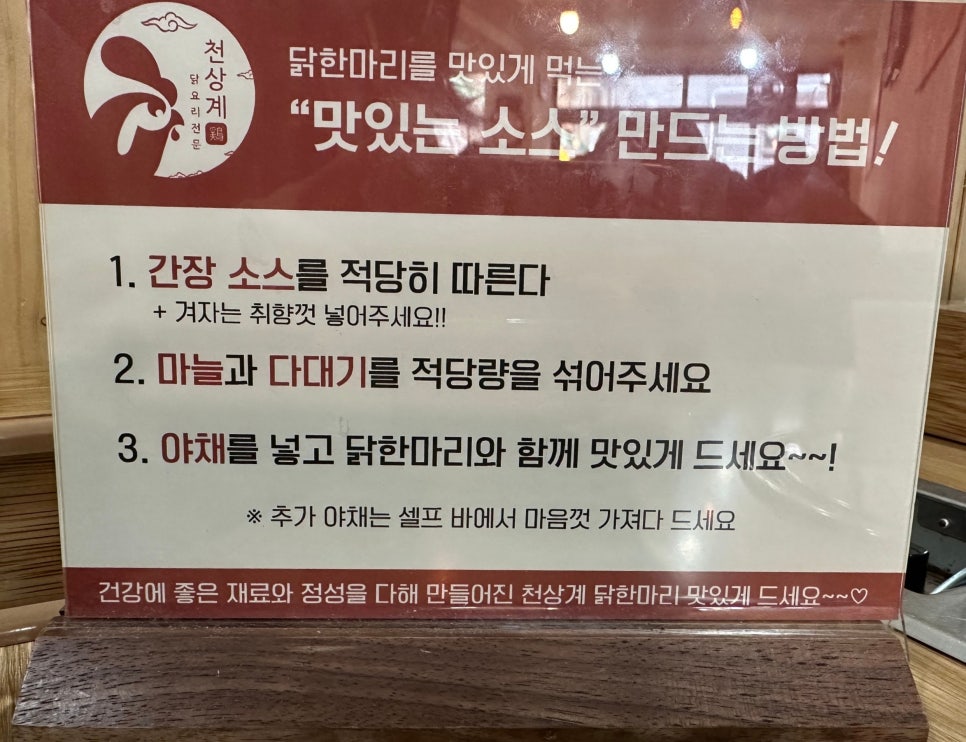 천상계
닭요리전문
鷄
닭한마리를 맛있게 먹는
“맛있는 소스” 만드는 방법!
1. 간장 소스를 적당히 따른다
+ 겨자는 취향껏 넣어주세요!!
2. 마늘과 다대기를 적당량을 섞어주세요
3. 야채를 넣고 닭한마리와 함께 맛있게 드세요~~!
※ 추가 야채는 셀프 바에서 마음껏 가져다 드세요
건강에 좋은 재료와 정성을 다해 만들어진 천상계 닭한마리 맛있게 드세요~~♡